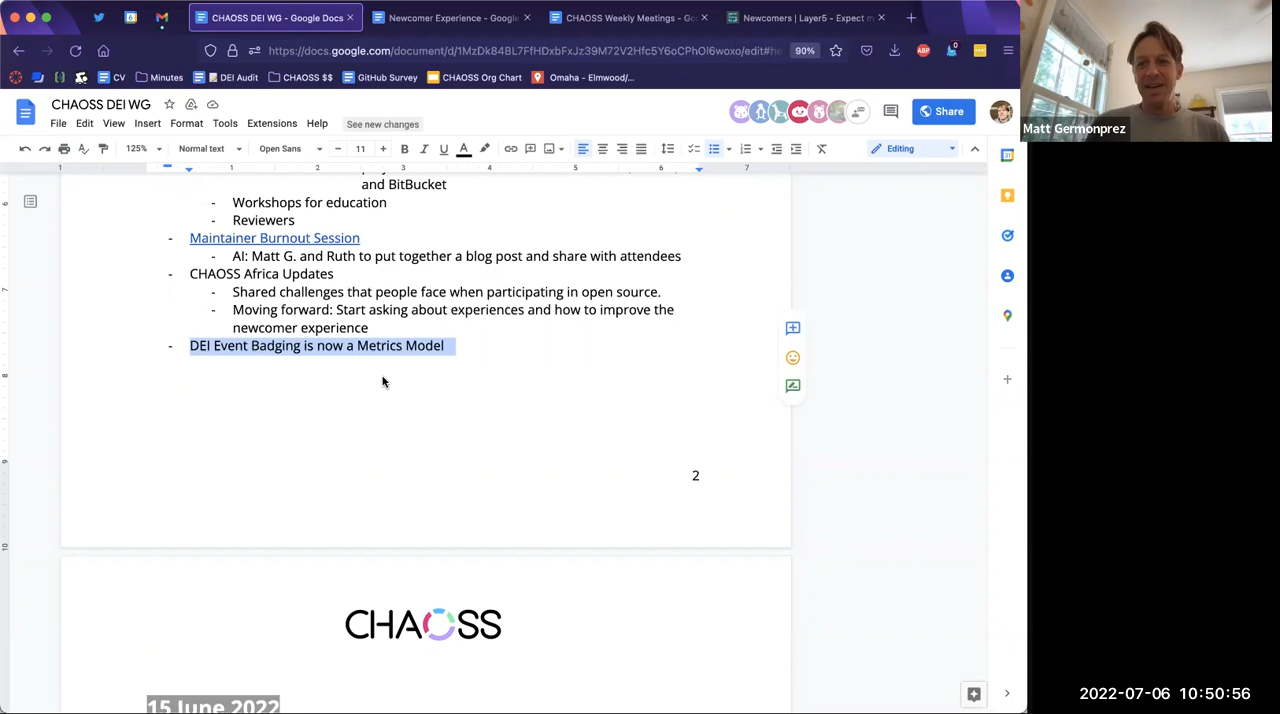 CHAOSS DEI WG - Google Docs
Newcomer Experience - Google
CHAOSS Weekly Meetings - Go
Newcomers | Layer5 - Expect m
https://docs.google.com/document/d/1MzDk84BL7FfHDxbFxJz39M72V2Hfc5Y6oCPhOl6woxo/edit#he
90%
CV
Minutes
DEI Audit
CHAOSS $$
GitHub Survey
CHAOSS Org Chart
Omaha - Elmwood/...
CHAOSS DEI WG
File Edit View Insert Format Tools Extensions Help
See new changes
Share
125% Normal text Open Sans 11
Editing
and BitBucket
- Workshops for education
- Reviewers
- Maintainer Burnout Session
- AI: Matt G. and Ruth to put together a blog post and share with attendees
- CHAOSS Africa Updates
- Shared challenges that people face when participating in open source.
- Moving forward: Start asking about experiences and how to improve the
newcomer experience
- DEI Event Badging is now a Metrics Model
2
CHAOSS
15 June 2022
Matt Germonprez
2022-07-06 10:50:56